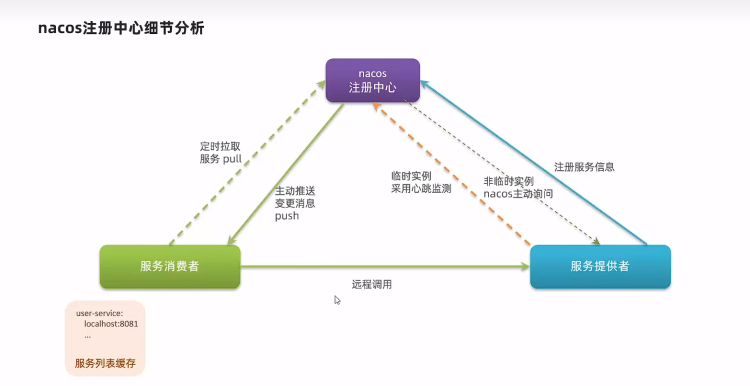 nacos注册中心细节分析
nacos
注册中心
定时拉取
服务 pull
主动推送
变更消息
push
临时实例
采用心跳监测
非临时实例
nacos主动询问
注册服务信息
服务消费者
服务提供者
远程调用
user-service:
localhost:8081
...
服务列表缓存